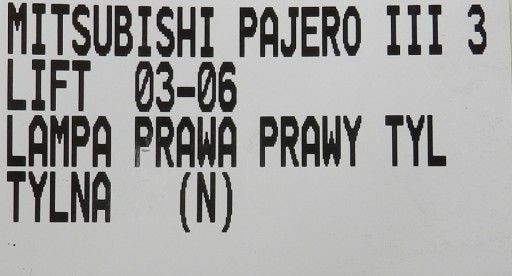 MITSUBISHI PAJERO III 3
LIFT 03-06
LAMPA PRAWA PRAWY TYL
TYLNA (N)